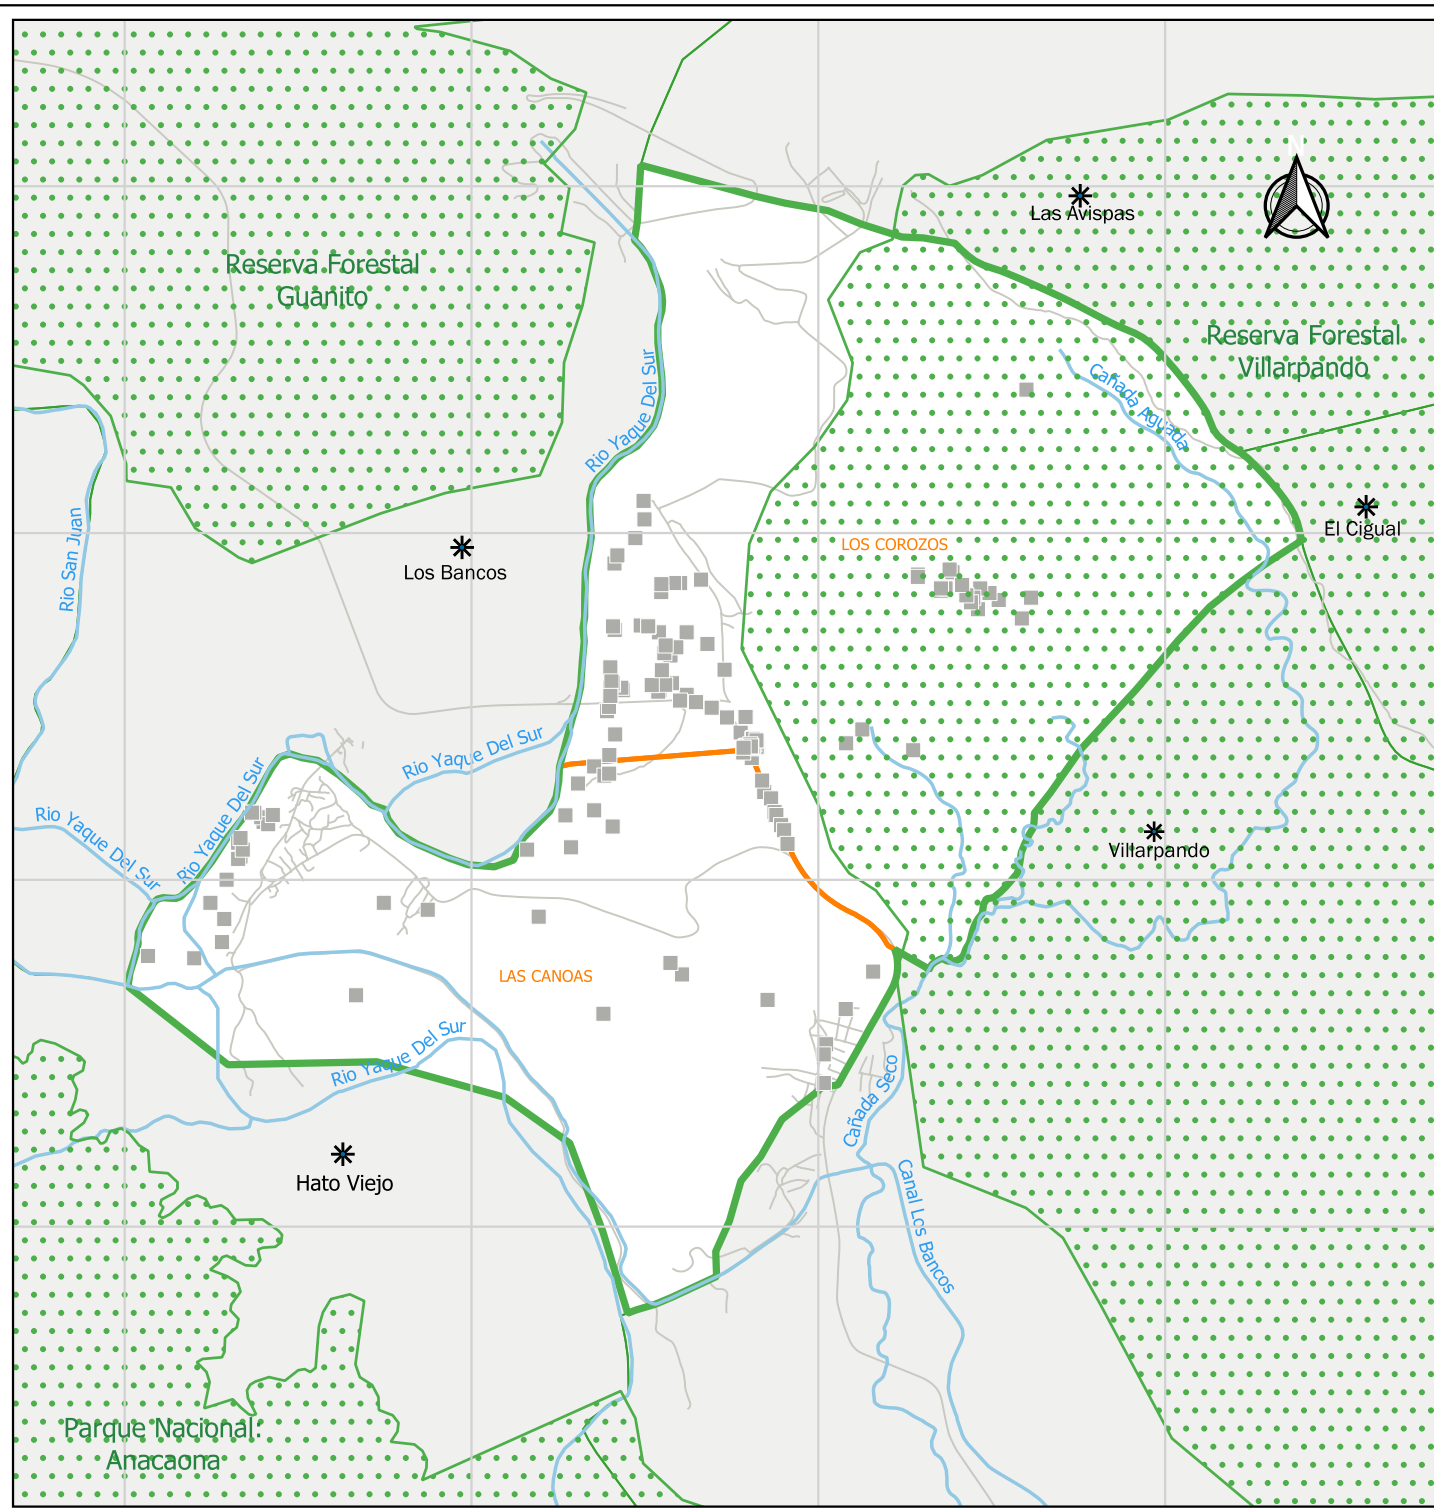 N
Las Avispas
Reserva Forestal
Guanito
Reserva Forestal
Villarpando
Cañada Aguada
Rio Yaque Del Sur
El Cigual
LOS COROZOS
Rio San Juan
Los Bancos
Rio Yaque Del Sur
Rio Yaque Del Sur
Rio Yaque Del Sur
Villarpando
LAS CANOAS
Rio Yaque Del Sur
Cañada Seco
Hato Viejo
Canal Los Bancos
Parque Nacional:
Anacaona